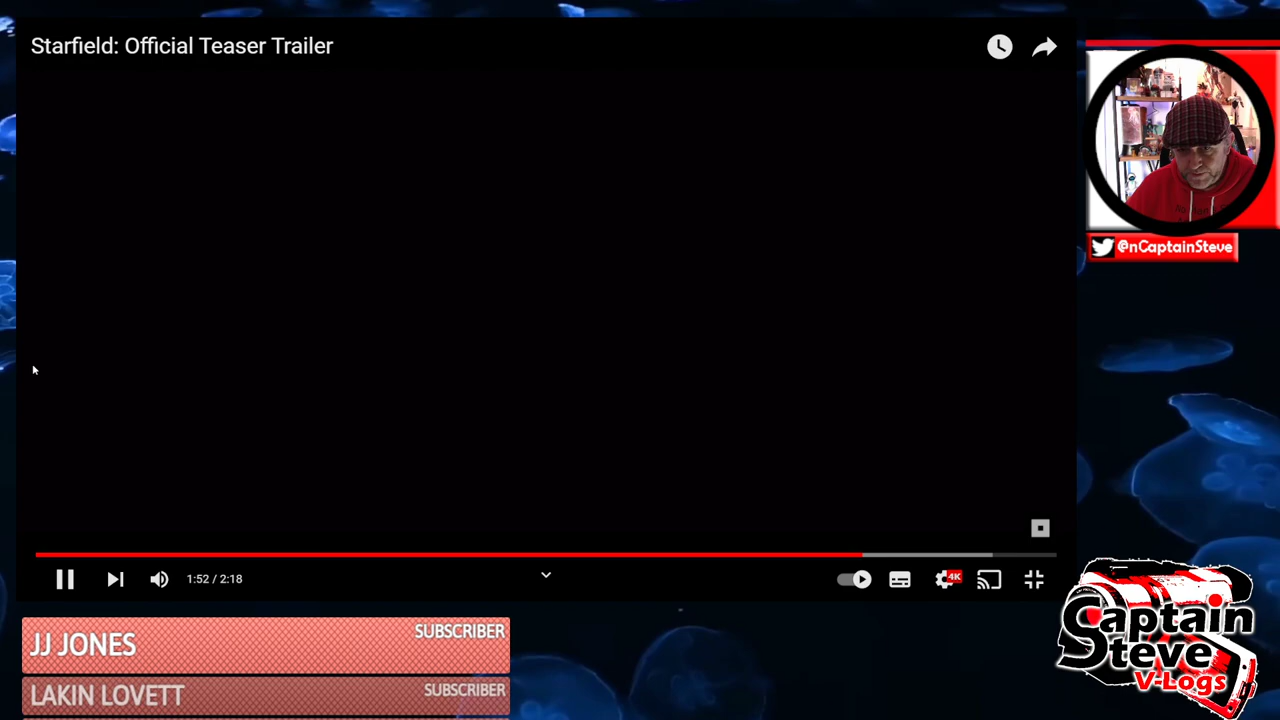 Starfield: Official Teaser Trailer
@nCaptainSteve
1:52 / 2:18
4K
JJ JONES
SUBSCRIBER
LAKIN LOVETT
SUBSCRIBER
Captain
Steve
V-Logs